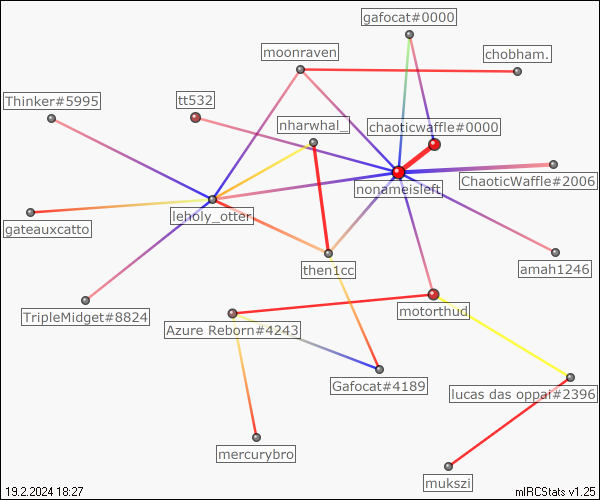 gafocat#0000
moonraven
chobham.
Thinker#5995
tt532
nharwhal_
chaoticwaffle#0000
ChaoticWaffle#2006
nonameisleft
leholy_otter
gateauxcatto
then1cc
amah1246
TripleMidget#8824
Azure Reborn#4243
motorthud
Gafocat#4189
lucas das oppai#2396
mercurybro
mukszi
19.2.2024 18:27
mIRCStats v1.25